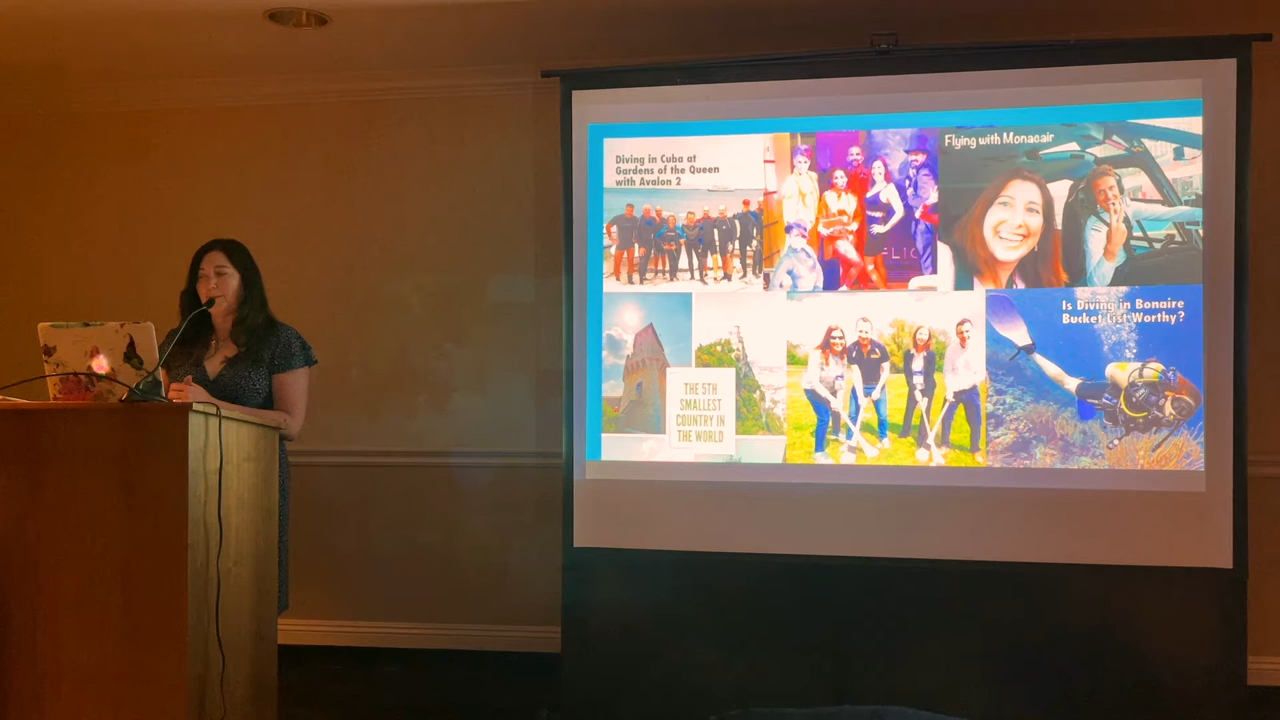 Diving in Cuba at
Gardens of the Queen
with Avalon 2
Flying with Monacair
THE 5TH
SMALLEST
COUNTRY IN
THE WORLD
Is Diving in Bonaire
Bucket List Worthy?